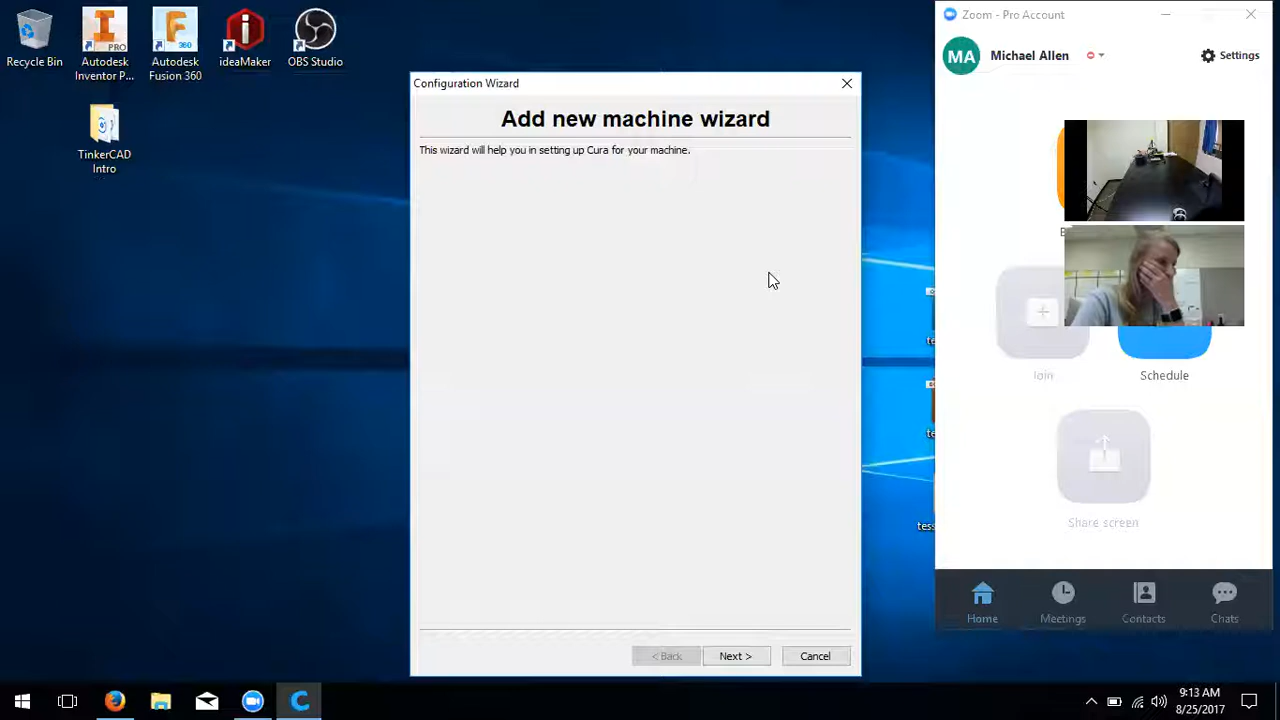 Recycle Bin
Autodesk
Inventor P...
Autodesk
Fusion 360
ideaMaker
OBS Studio
PRO
360
TinkerCAD
Intro
Configuration Wizard
Add new machine wizard
This wizard will help you in setting up Cura for your machine.
< Back
Next >
Cancel
Zoom - Pro Account
MA
Michael Allen
Settings
Join
Schedule
Share screen
Home
Meetings
Contacts
Chats
9:13 AM
8/25/2017